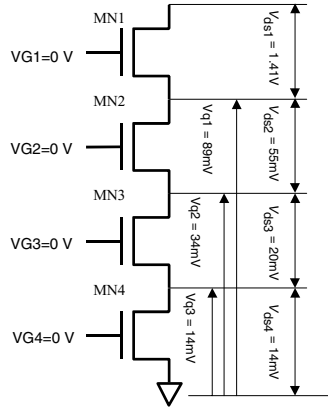 MN1
VG1=0 V
Vds1 = 1.41V
MN2
VG2=0 V
Vq1 = 89mV
Vds2 = 55mV
MN3
VG3=0 V
Vq2 = 34mV
Vds3 = 20mV
MN4
VG4=0 V
Vq3 = 14mV
Vds4 = 14mV